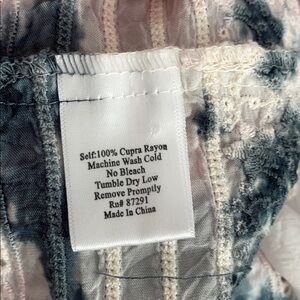 Self:100% Cupra Rayon
Machine Wash Cold
No Bleach
Tumble Dry Low
Remove Promptly
Rn# 87291
Made In China